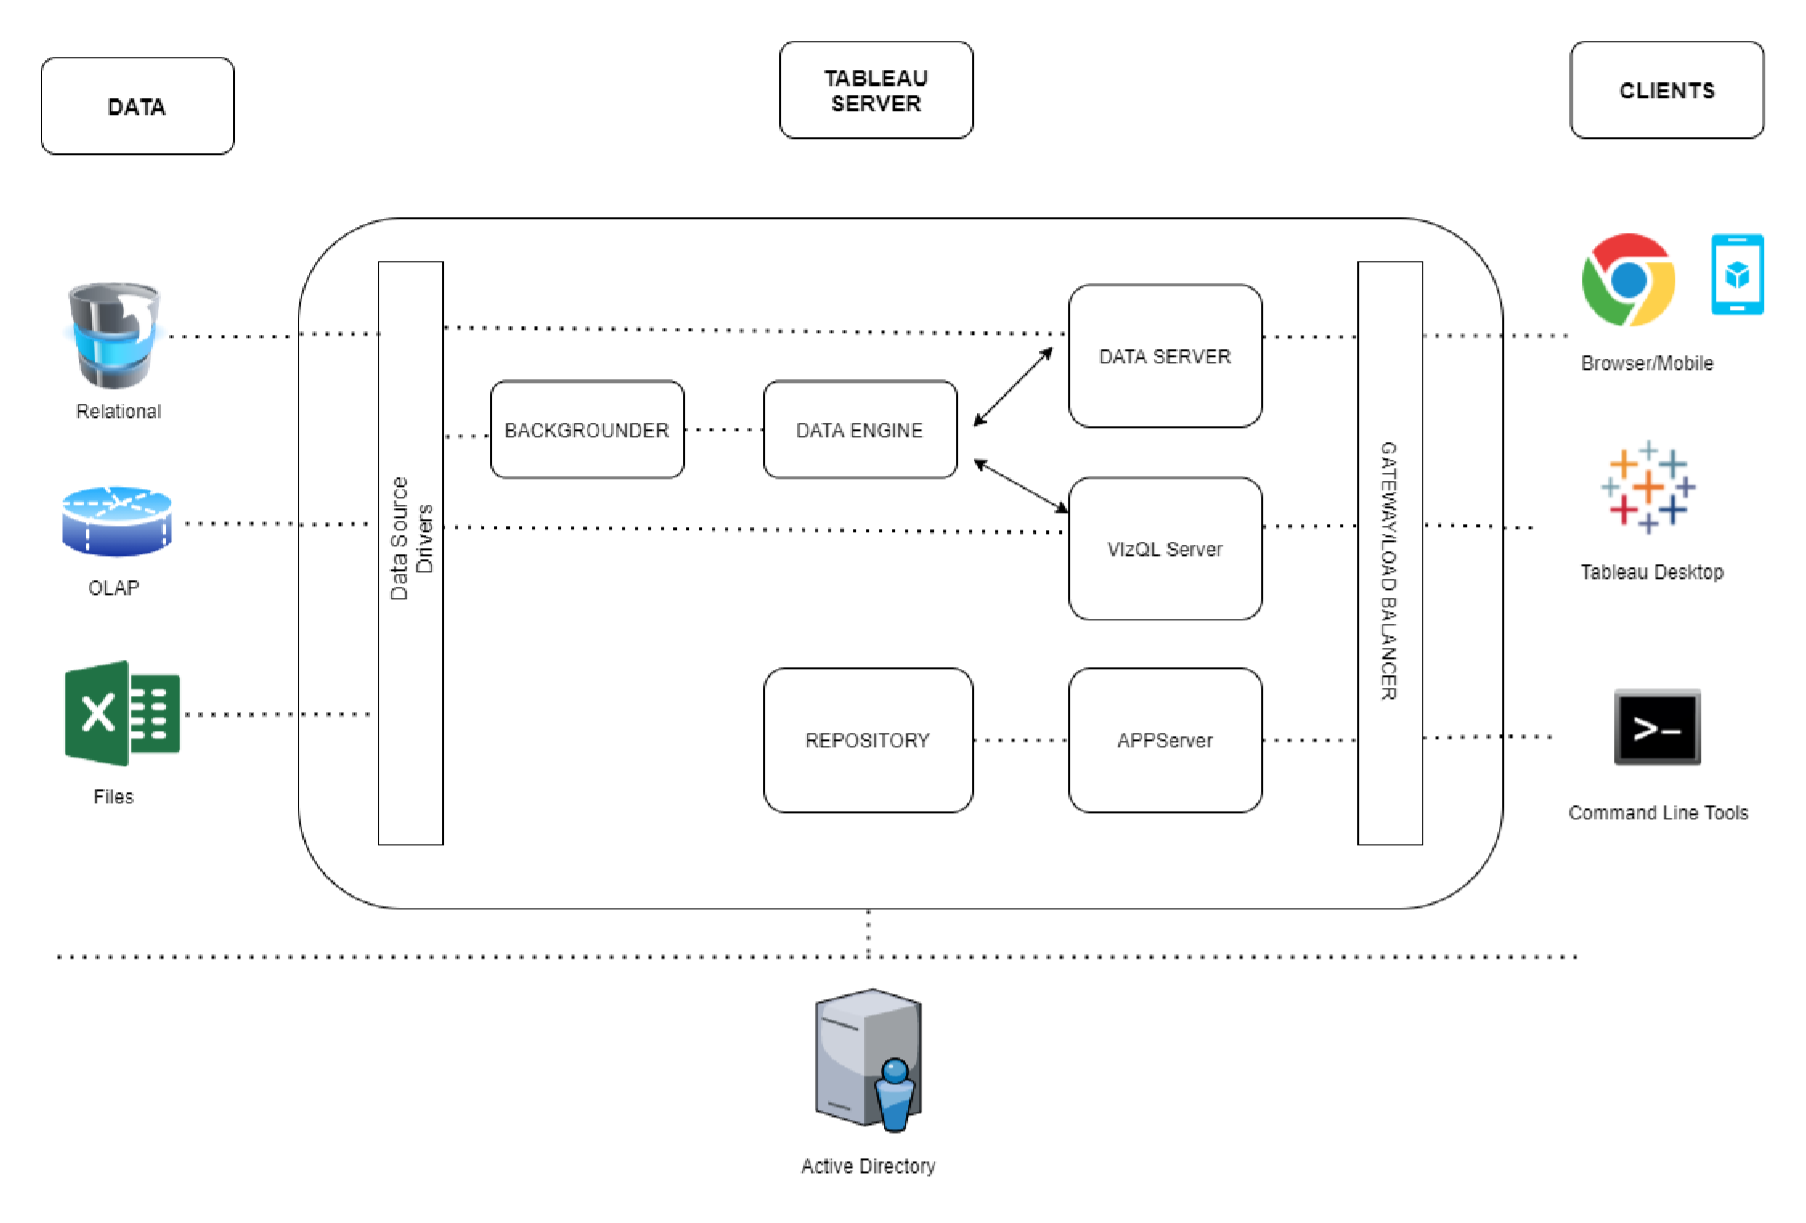 DATA
TABLEAU
SERVER
CLIENTS
Relational
OLAP
Files
Data Source
Drivers
BACKGROUNDER
DATA ENGINE
DATA SERVER
VIzQL Server
REPOSITORY
APPServer
GATEWAY/LOAD BALANCER
Browser/Mobile
Tableau Desktop
>_
Command Line Tools
Active Directory